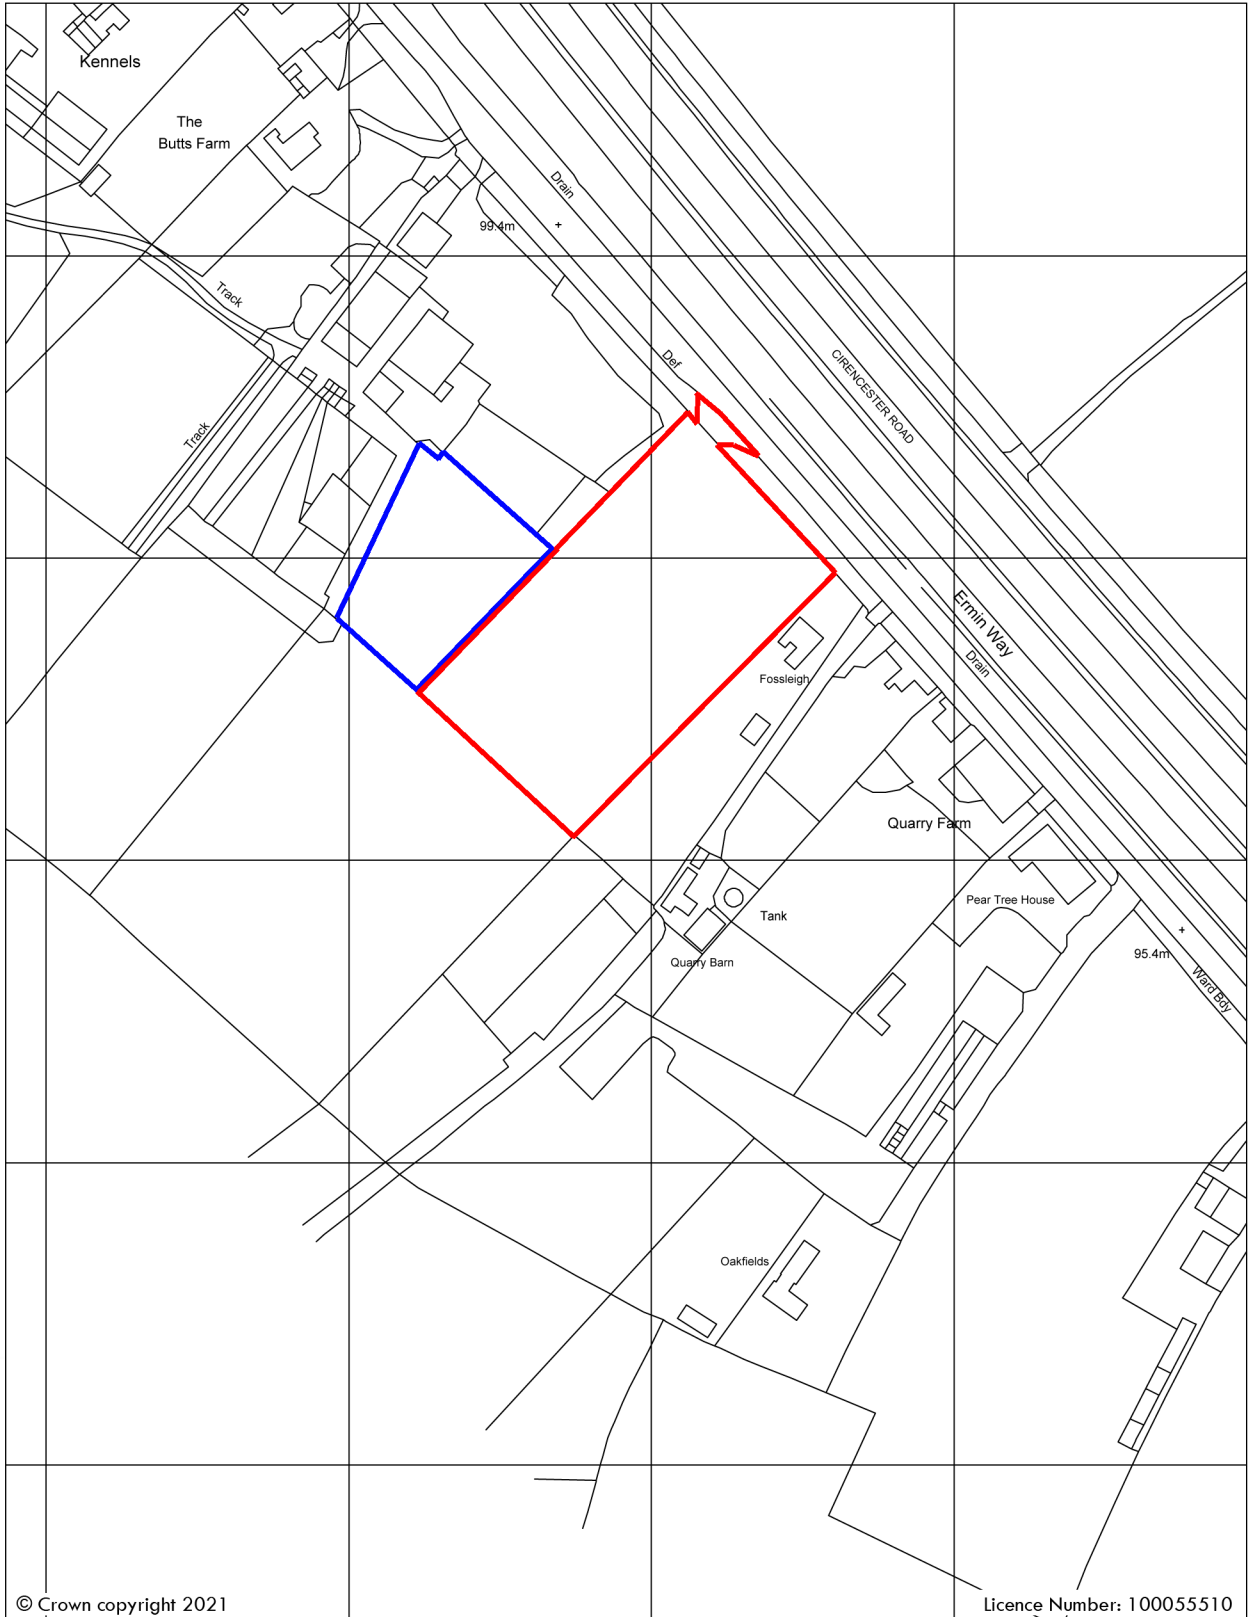 Kennels
The
Butts Farm
Drain
99.4m
Track
Def
CIRENCESTER ROAD
Track
Ermin Way
Drain
Fossleigh
Quarry Farm
Pear Tree House
Tank
95.4m
Quarry Barn
Ward Bdy
Oakfields
© Crown copyright 2021
Licence Number: 100055510